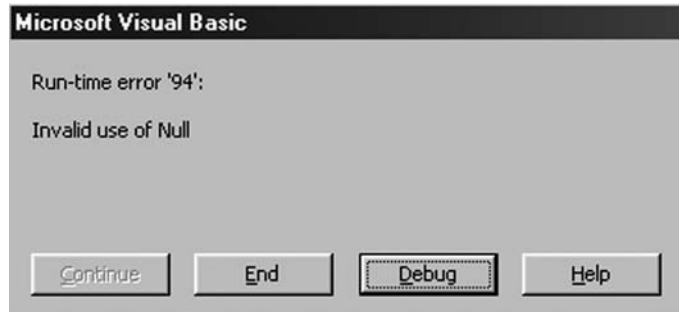 Microsoft Visual Basic
Run-time error '94':
Invalid use of Null
Continue End Debug Help